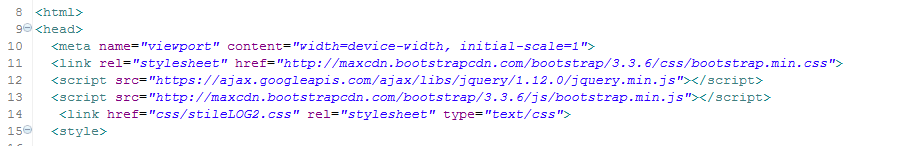 8 <html>
9 <head>
10 <meta name="viewport" content="width=device-width, initial-scale=1">
11 <link rel="stylesheet" href="http://maxcdn.bootstrapcdn.com/bootstrap/3.3.6/css/bootstrap.min.css">
12 <script src="https://ajax.googleapis.com/ajax/libs/jquery/1.12.0/jquery.min.js"></script>
13 <script src="http://maxcdn.bootstrapcdn.com/bootstrap/3.3.6/js/bootstrap.min.js"></script>
14 <link href="css/stileLOG2.css" rel="stylesheet" type="text/css">
15 <style>